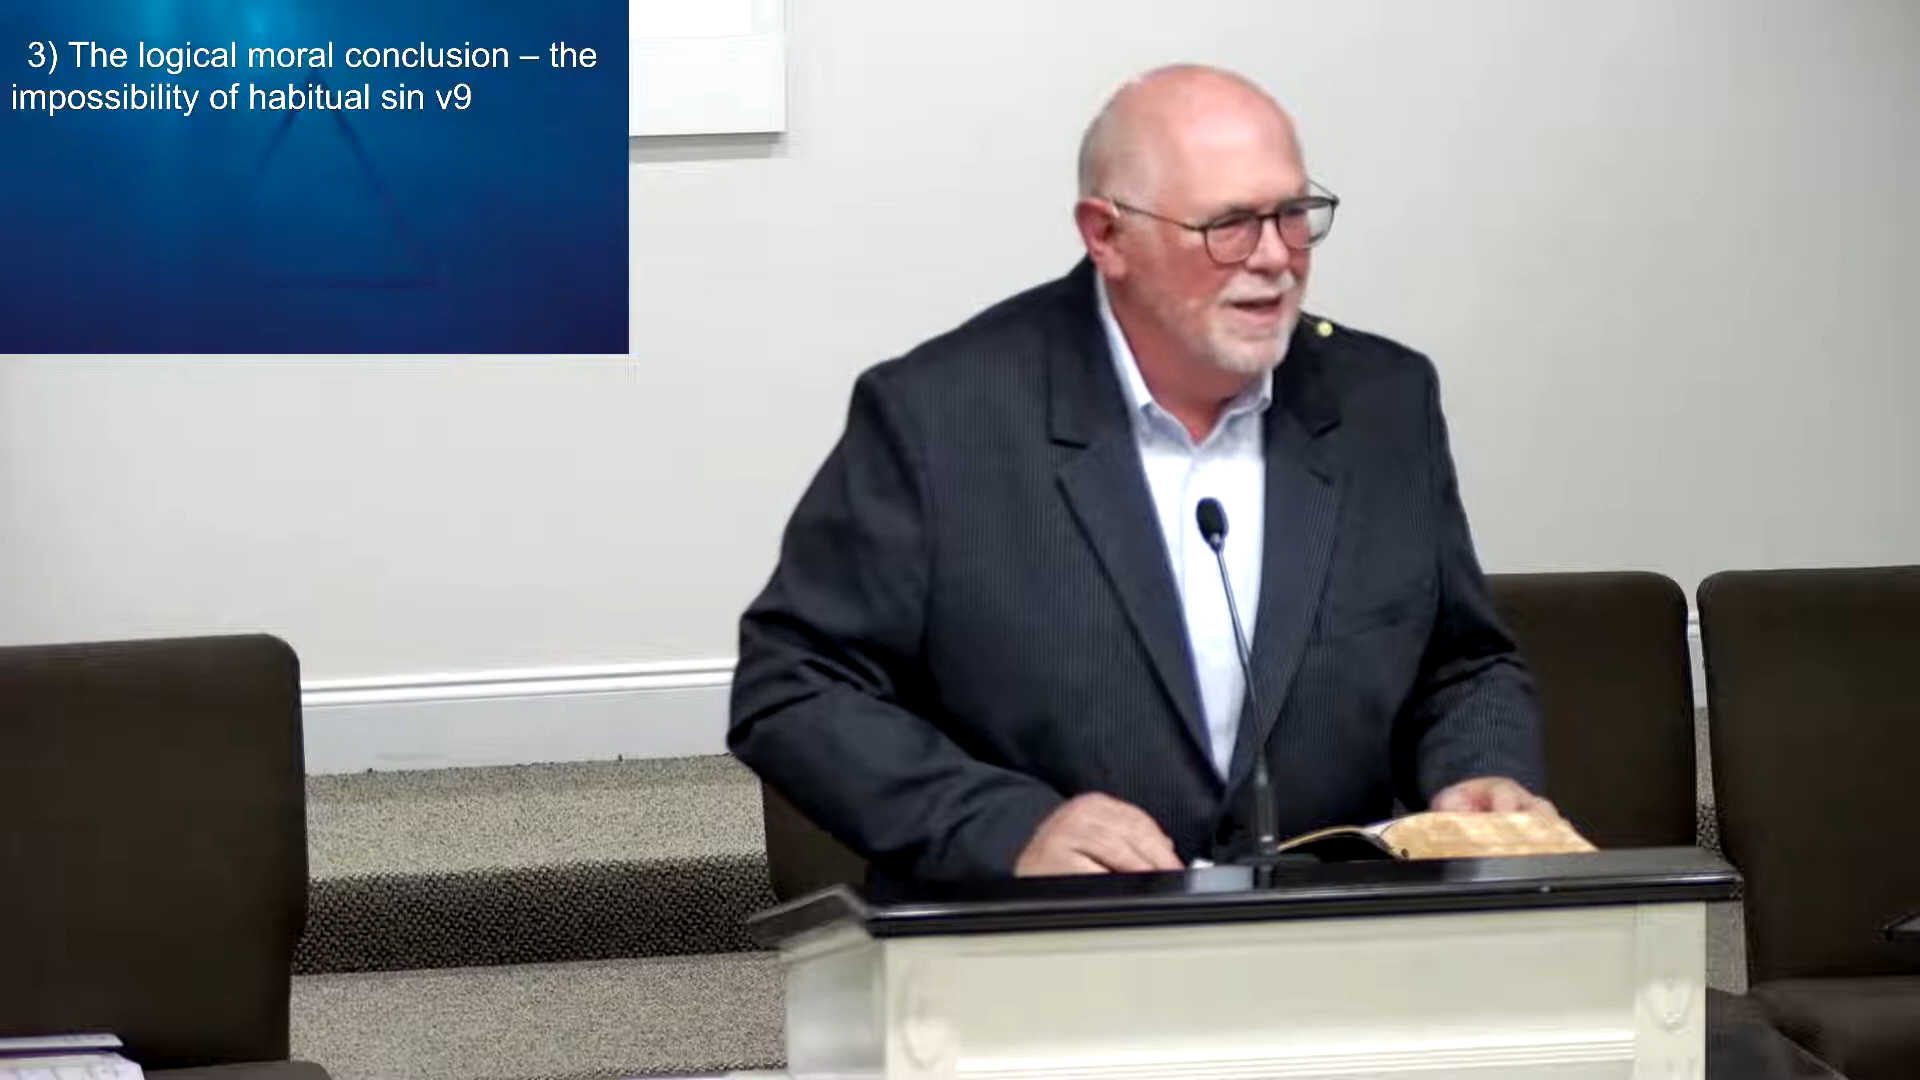 3) The logical moral conclusion – the
impossibility of habitual sin v9